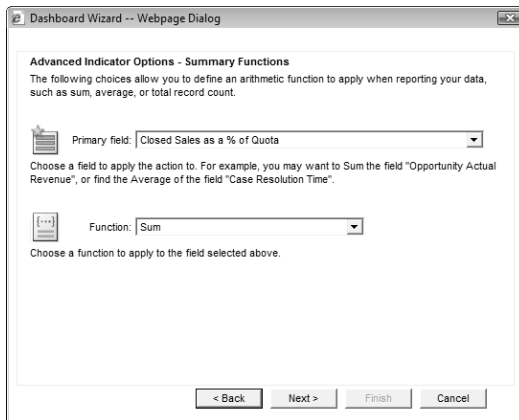 Dashboard Wizard -- Webpage Dialog
Advanced Indicator Options - Summary Functions
The following choices allow you to define an arithmetic function to apply when reporting your data,
such as sum, average, or total record count.
Primary field: Closed Sales as a % of Quota
Choose a field to apply the action to. For example, you may want to Sum the field "Opportunity Actual
Revenue", or find the Average of the field "Case Resolution Time".
{...}
Function: Sum
Choose a function to apply to the field selected above.
< Back Next > Finish Cancel